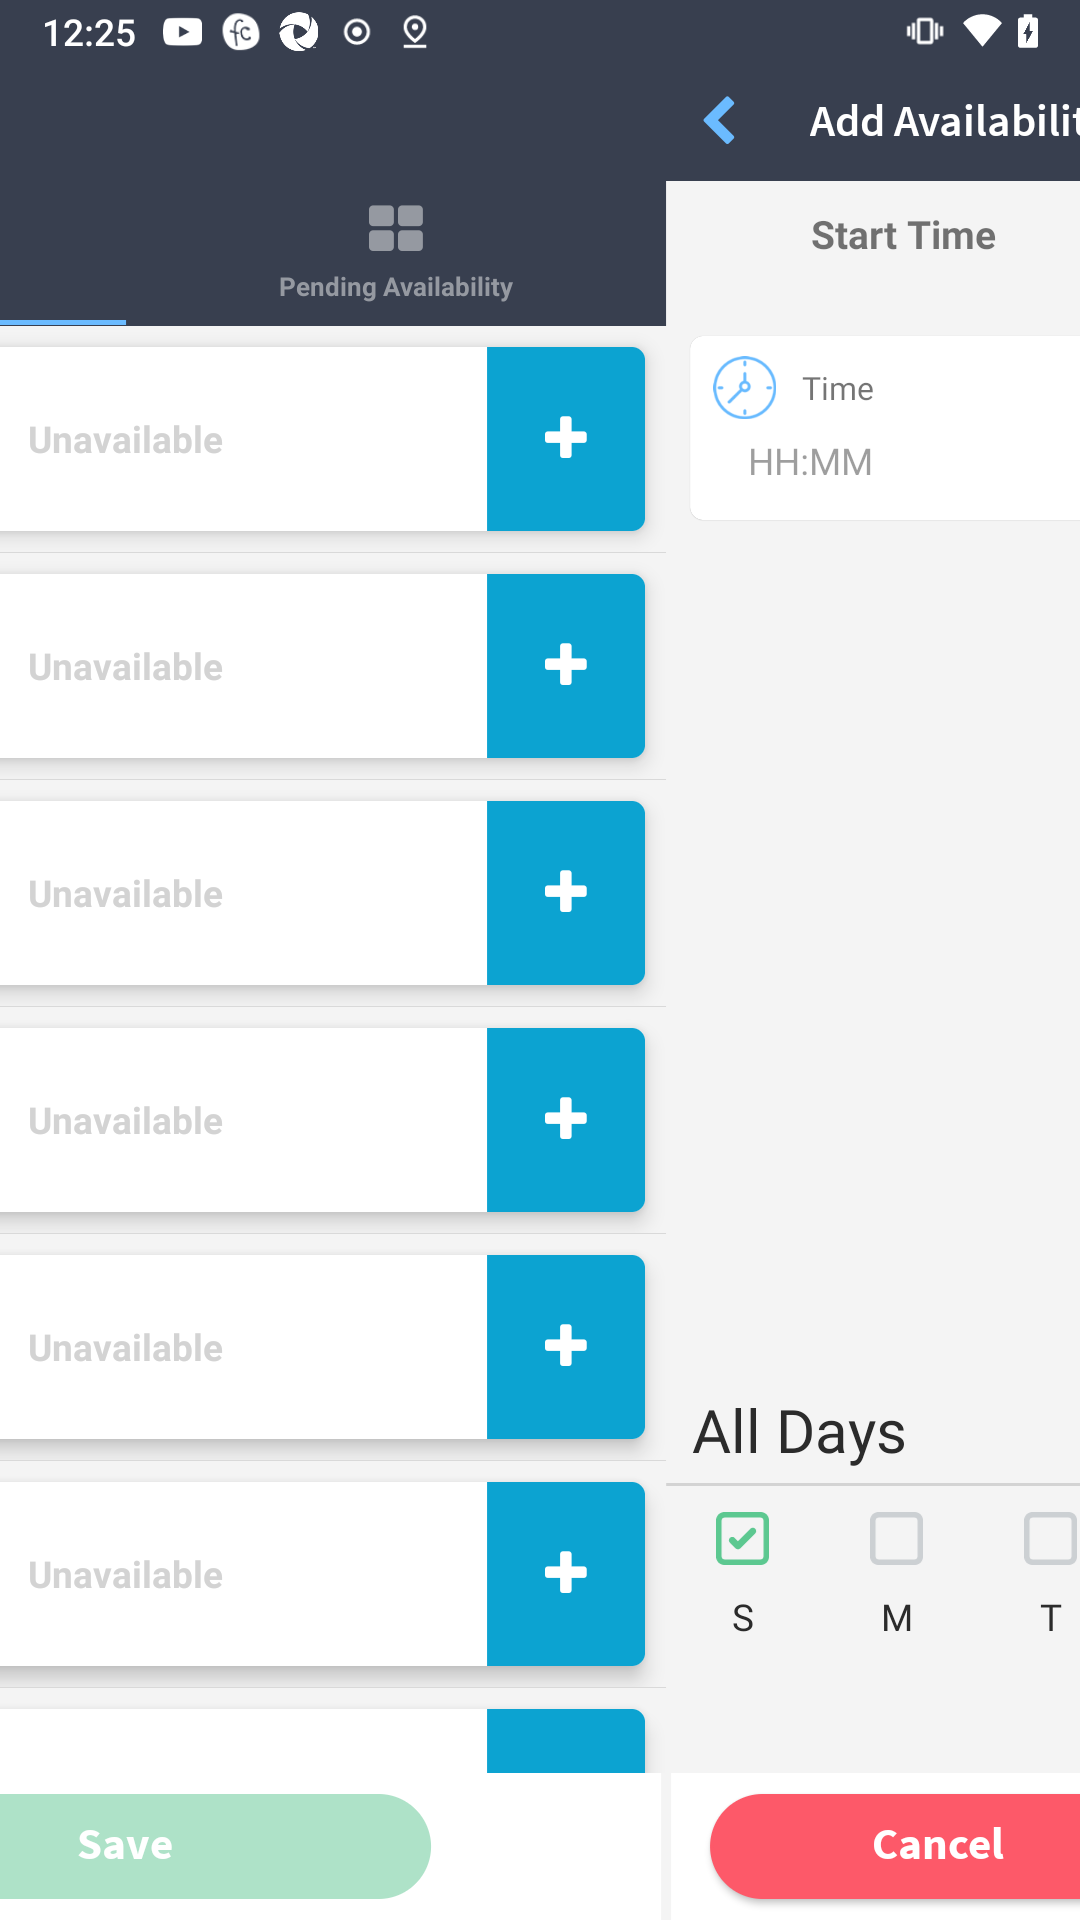 12:25
Add Availabilit
Pending Availability
Start Time
Time
HH:MM
Unavailable
Unavailable
Unavailable
Unavailable
Unavailable
Unavailable
All Days
S M T
Save
Cancel